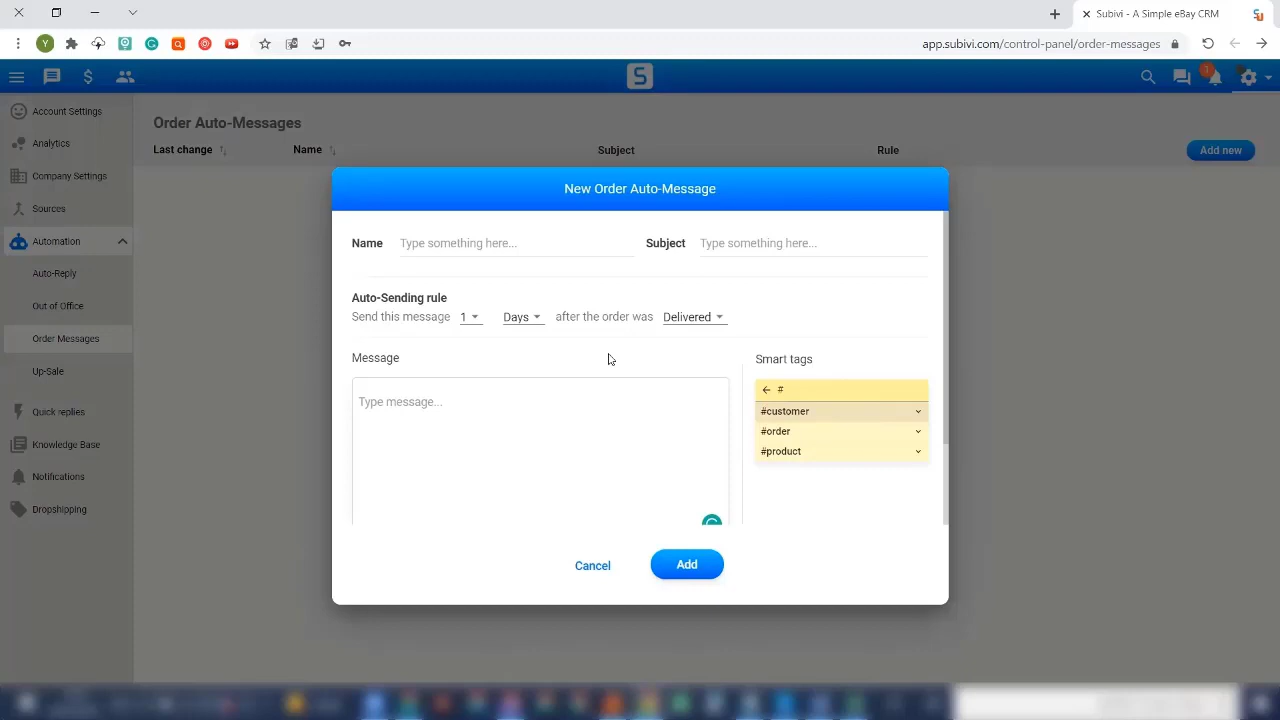 Subivi - A Simple eBay CRM
Y
app.subivi.com/control-panel/order-messages
S
Account Settings
Analytics
Company Settings
Sources
Automation
Auto-Reply
Out of Office
Order Messages
Up-Sale
Quick replies
Knowledge Base
Notifications
Dropshipping
Order Auto-Messages
Last change Name Subject Rule Add new
New Order Auto-Message
Name Type something here... Subject Type something here...
Auto-Sending rule
Send this message 1 Days after the order was Delivered
Message
Type message...
Smart tags
#
#customer
#order
#product
Cancel Add